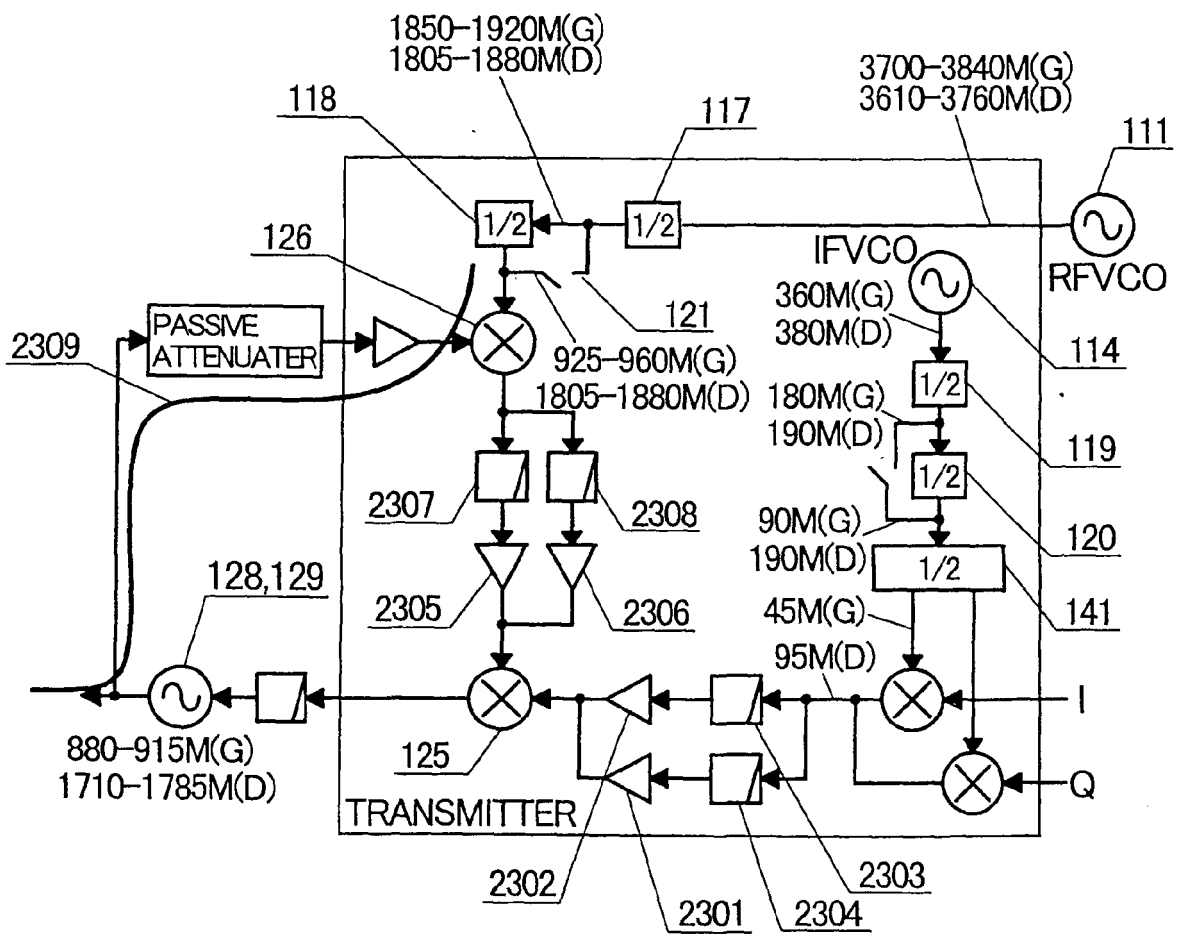 1850-1920M(G)
1805-1880M(D)
3700-3840M(G)
3610-3760M(D)
118
117
111
1/2
1/2
126
IFVCO
RFVCO
360M(G)
380M(D)
121
PASSIVE
ATTENUATER
2309
925-960M(G)
1805-1880M(D)
114
1/2
180M(G)
190M(D)
119
1/2
2307
2308
90M(G)
190M(D)
120
1/2
128,129
2305
2306
45M(G)
141
95M(D)
I
880-915M(G)
1710-1785M(D)
125
Q
TRANSMITTER
2302
2303
2301
2304